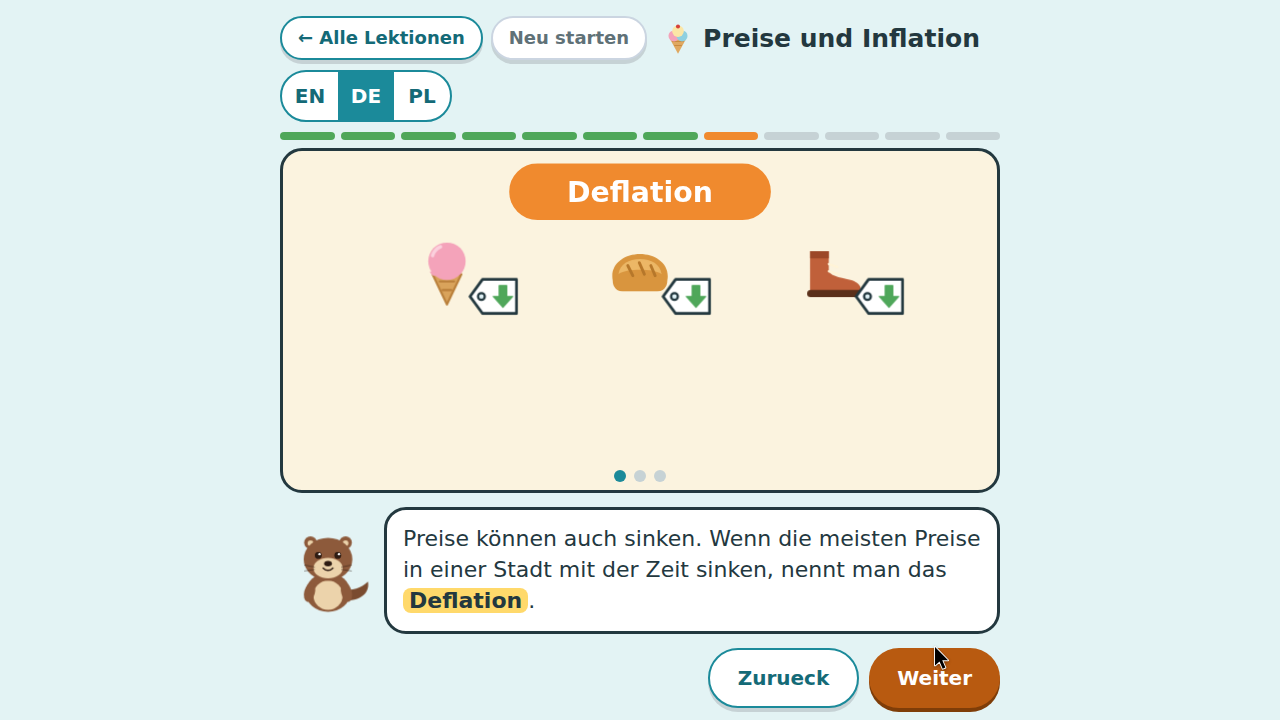 ← Alle Lektionen
Neu starten
Preise und Inflation
EN
DE
PL
Deflation
Preise können auch sinken. Wenn die meisten Preise
in einer Stadt mit der Zeit sinken, nennt man das
Deflation.
Zurueck
Weiter